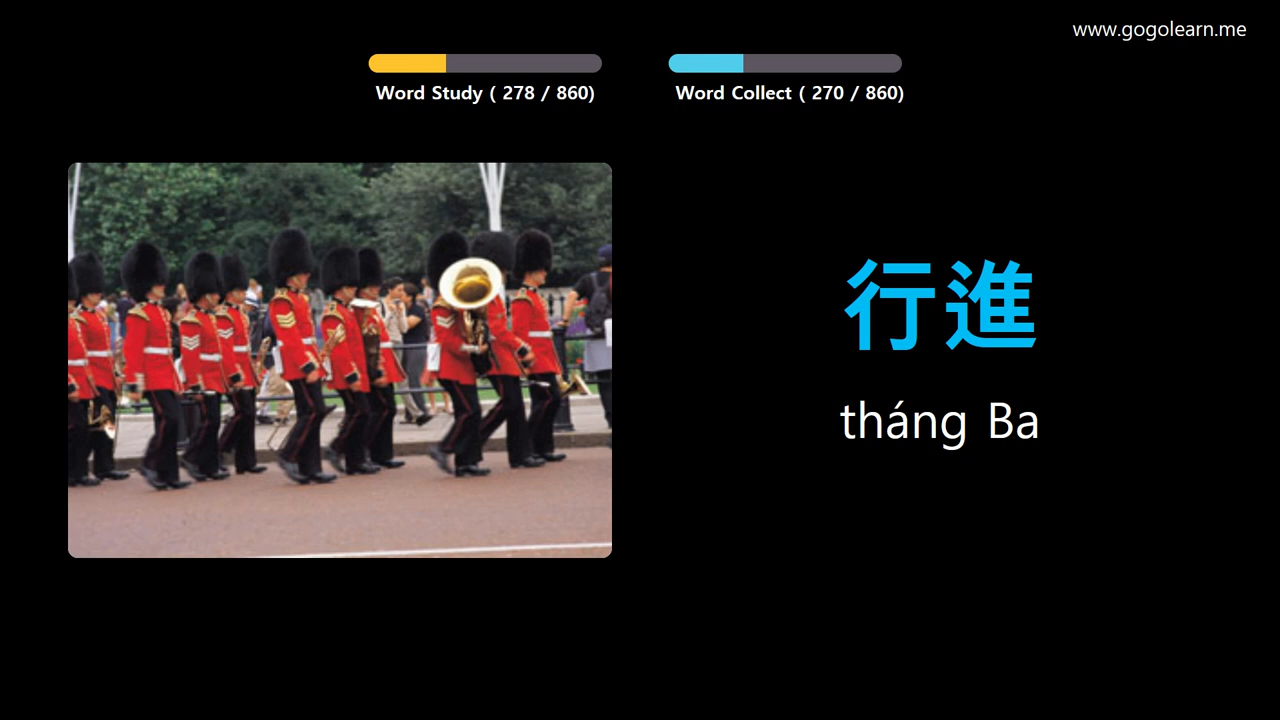 www.gogolearn.me
Word Study ( 278 / 860)
Word Collect ( 270 / 860)
行進
tháng Ba